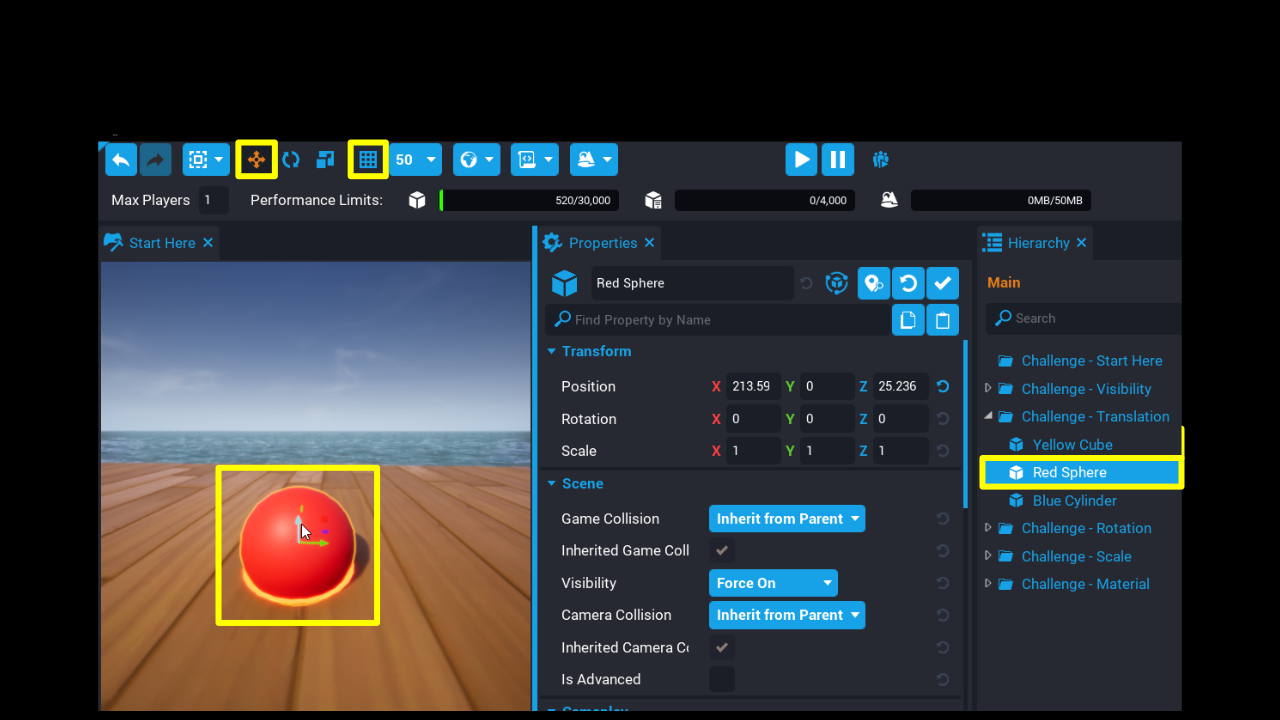 50
Max Players 1 Performance Limits: 520/30,000 0/4,000 0MB/50MB
Start Here
Properties
Red Sphere
Find Property by Name
Transform
Position X 213.59 Y 0 Z 25.236
Rotation X 0 Y 0 Z 0
Scale X 1 Y 1 Z 1
Scene
Game Collision Inherit from Parent
Inherited Game Coll
Visibility Force On
Camera Collision Inherit from Parent
Inherited Camera Co
Is Advanced
Hierarchy
Main
Search
Challenge - Start Here
Challenge - Visibility
Challenge - Translation
Yellow Cube
Red Sphere
Blue Cylinder
Challenge - Rotation
Challenge - Scale
Challenge - Material